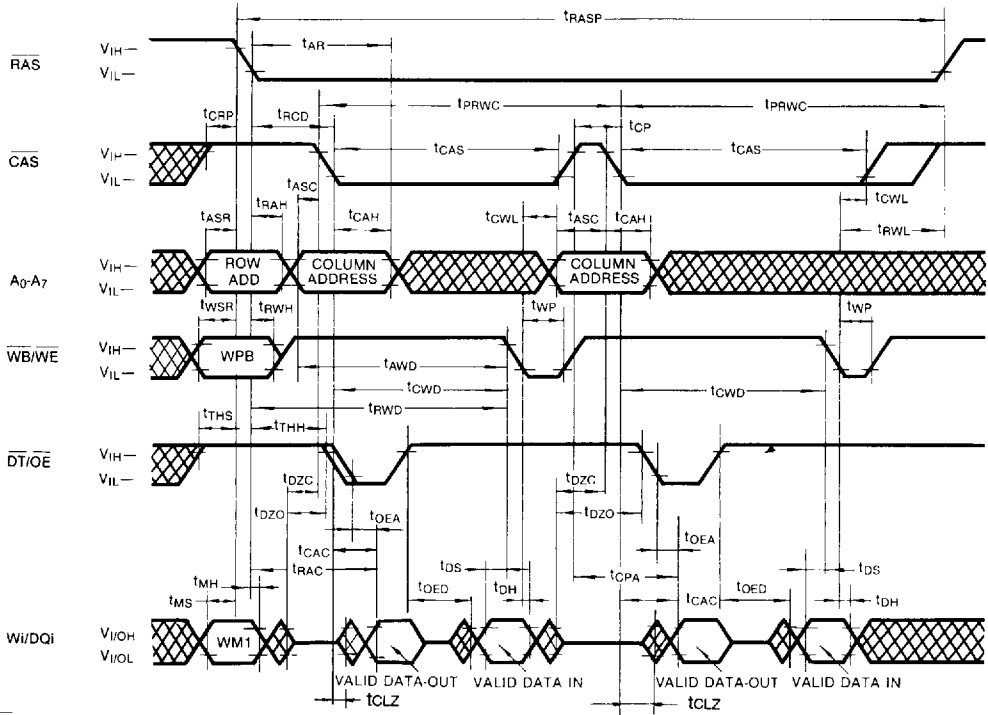 tRASP
tAR
RAS
VIH
VIL
tPRWC
tPRWC
tCRP
tRCD
tCP
CAS
VIH
VIL
tCAS
tCAS
tASC
tCWL
tRAH
tASR
tCAH
tCWL
tASC
tCAH
tRWL
A0-A7
VIH
VIL
ROW ADD
COLUMN ADDRESS
COLUMN ADDRESS
tWSR
tRWH
tWP
tWP
WB/WE
VIH
VIL
WPB
tAWD
tCWD
tCWD
tRWD
tTHS
tTHH
DT/OE
VIH
VIL
tDZC
tDZC
tDZO
tDZO
tOEA
tOEA
tCAC
tRAC
tDS
tDS
tCPA
tMH
tMS
tOED
tDH
tCAC
tOED
tDH
Wi/DQi
VI/OH
VI/OL
WM1
VALID DATA-OUT
VALID DATA IN
VALID DATA-OUT
VALID DATA IN
tCLZ
tCLZ